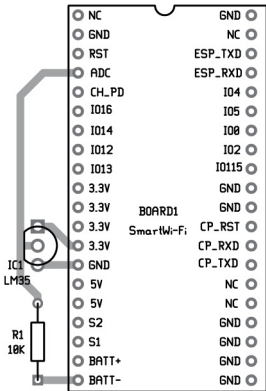 NC GND
GND NC
RST ESP_TXD
ADC ESP_RXD
CH_PD IO4
IO16 IO5
IO14 IO0
IO12 IO2
IO13 IO115
3.3V GND
3.3V BOARD1 GND
3.3V SmartWi-Fi CP_RST
3.3V CP_RXD
IC1 GND CP_TXD
LM35 5V NC
5V NC
S2 GND
R1 S1 GND
10K BATT+ GND
BATT- GND